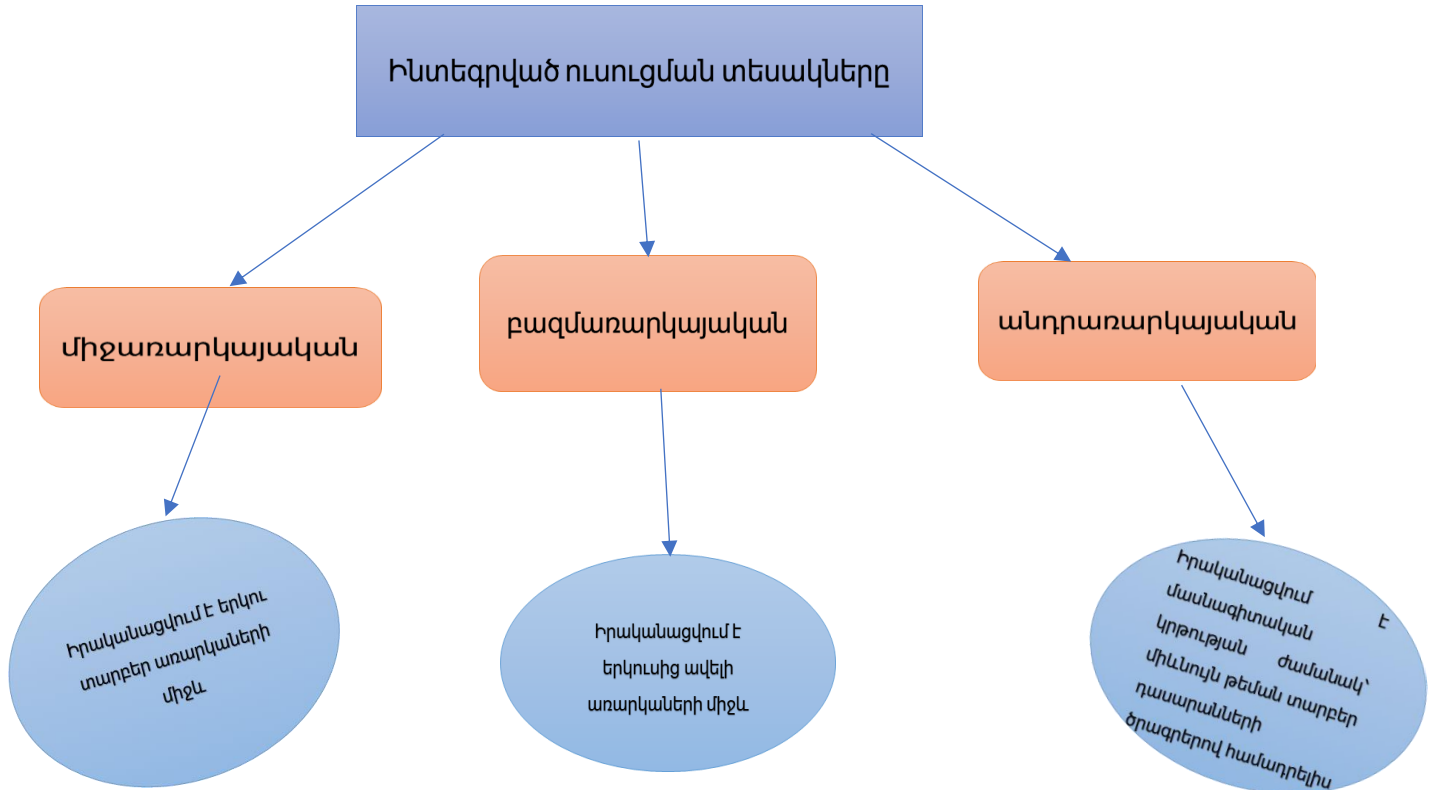 Ինտեգրված ուսուցման տեսակները
միջառարկայական
բազմառարկայական
անդրառարկայական
Իրականացվում է երկու
տարբեր առարկաների
միջև
Իրականացվում է
երկուսից ավելի
առարկաների միջև
Իրականացվում է
մասնագիտական
կրթության ժամանակ՝
միևնույն թեման տարբեր
դասարանների
ծրագրերով համադրելիս